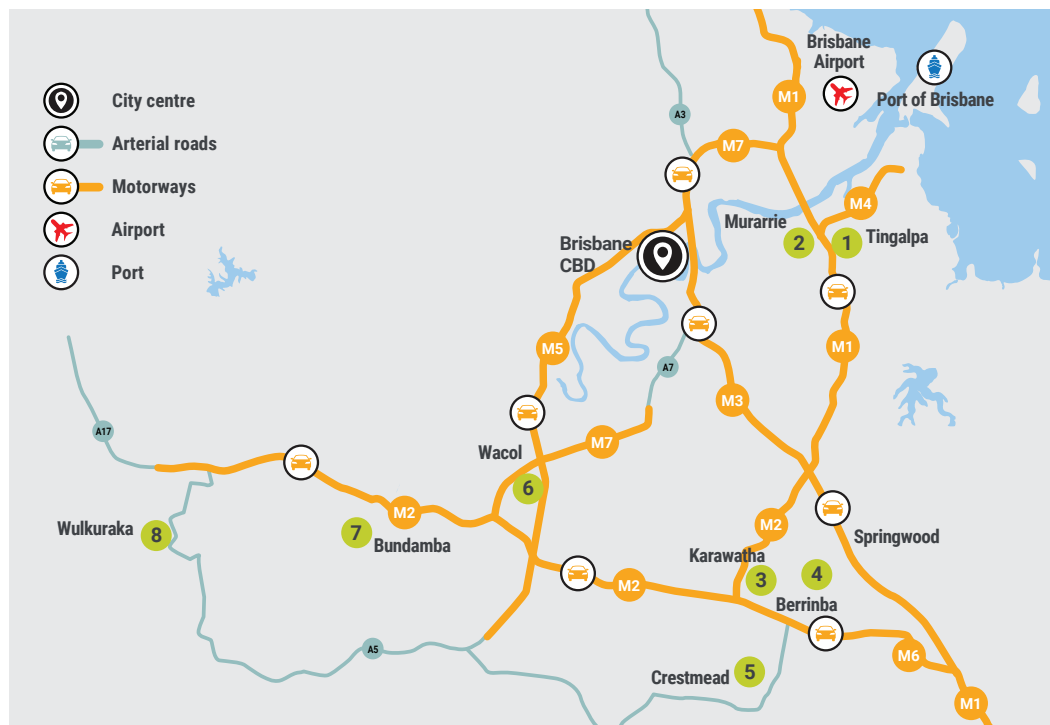 City centre
Arterial roads
Motorways
Airport
Port
Brisbane
Airport
Port of Brisbane
M1
A3
M7
M4
Murarrie
2
1
Tingalpa
Brisbane
CBD
M5
M1
A7
M3
A17
M7
Wacol
6
M2
M2
Wulkuraka
8
7
Bundamba
Springwood
Karawatha
3
4
M2
Berrinba
A5
M6
Crestmead
5
M1